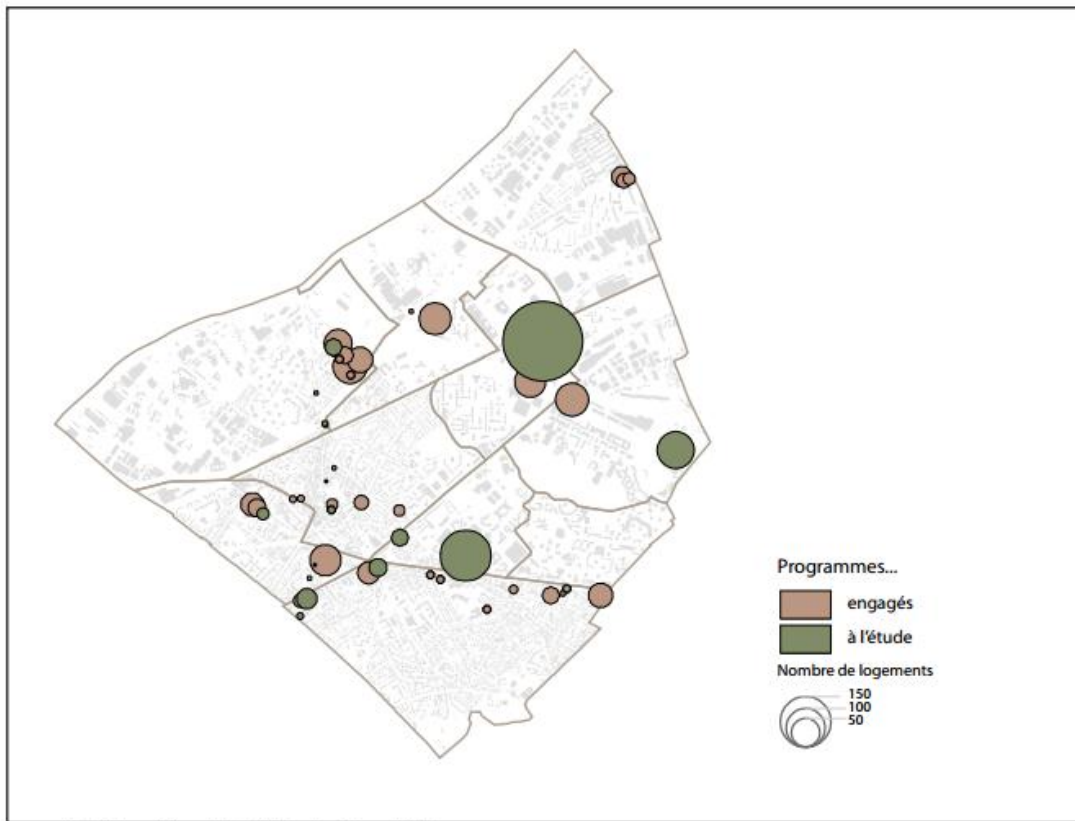 Programmes...
engagés
à l'étude
Nombre de logements
150
100
50